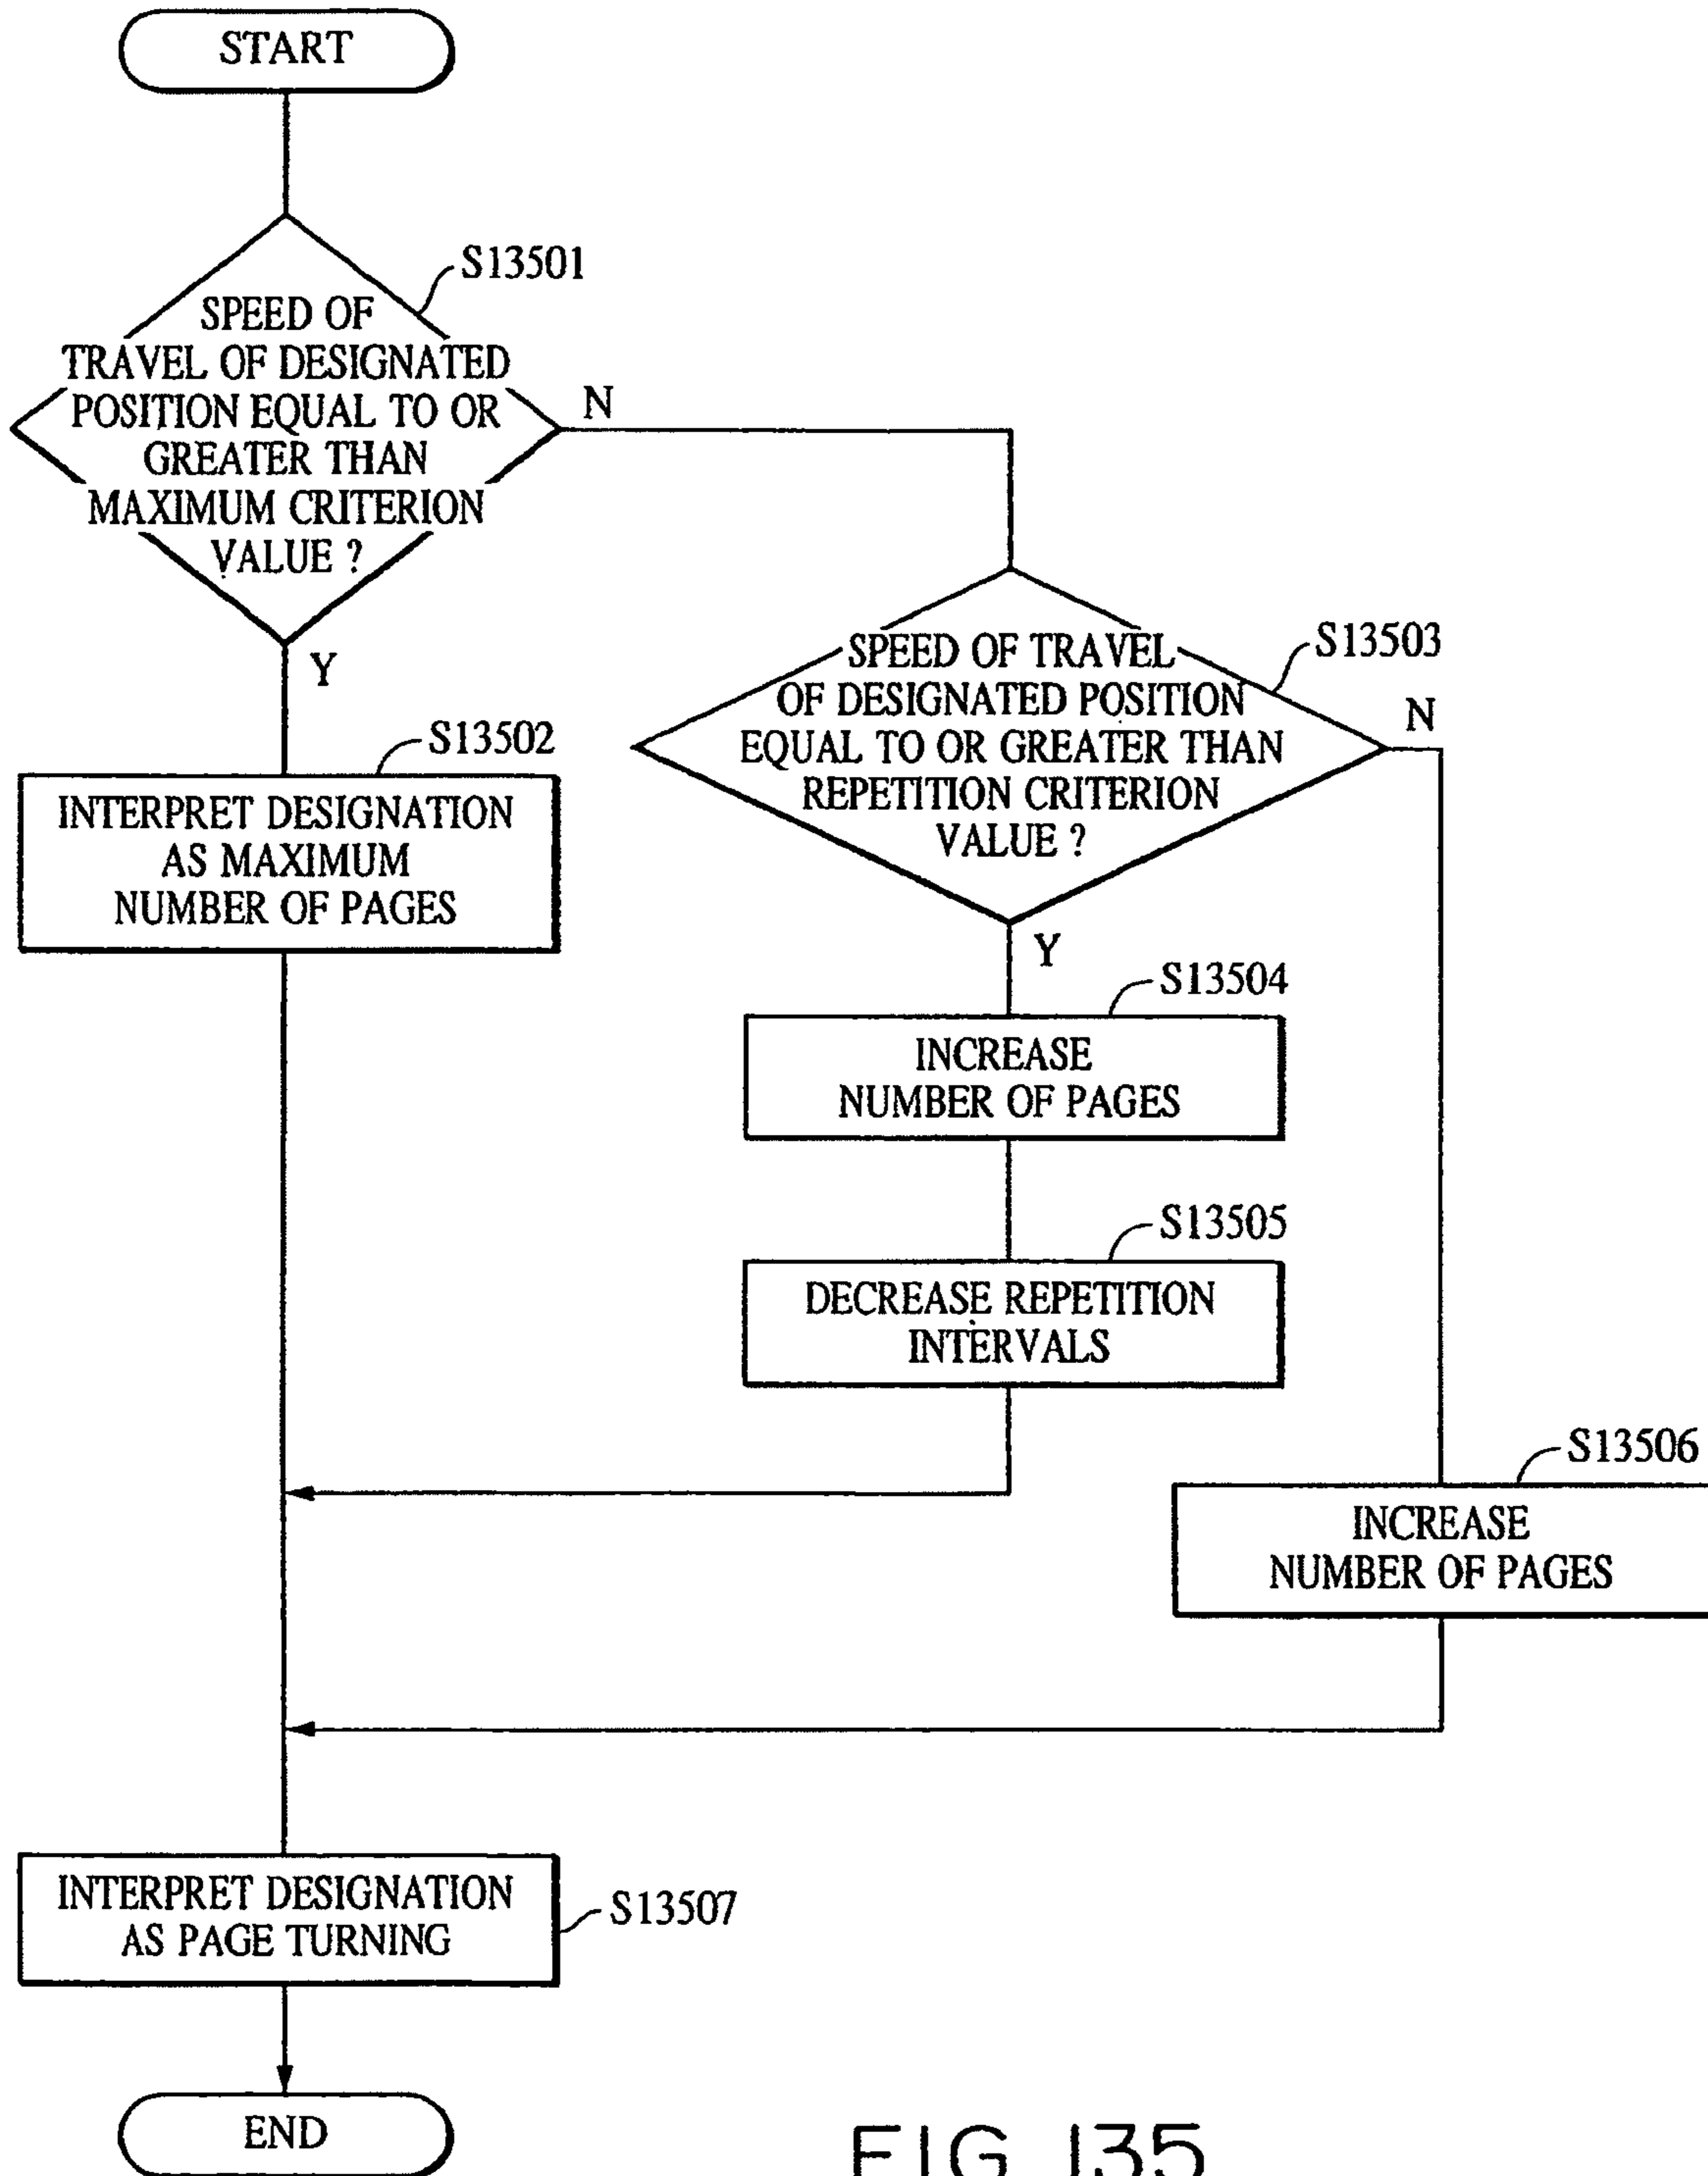 START
S13501
SPEED OF
TRAVEL OF DESIGNATED
POSITION EQUAL TO OR
GREATER THAN
MAXIMUM CRITERION
VALUE ?
N
Y
S13502
INTERPRET DESIGNATION
AS MAXIMUM
NUMBER OF PAGES
S13503
SPEED OF TRAVEL
OF DESIGNATED POSITION
EQUAL TO OR GREATER THAN
REPETITION CRITERION
VALUE ?
N
Y
S13504
INCREASE
NUMBER OF PAGES
S13505
DECREASE REPETITION
INTERVALS
S13506
INCREASE
NUMBER OF PAGES
INTERPRET DESIGNATION
AS PAGE TURNING
S13507
END
FIG. 135